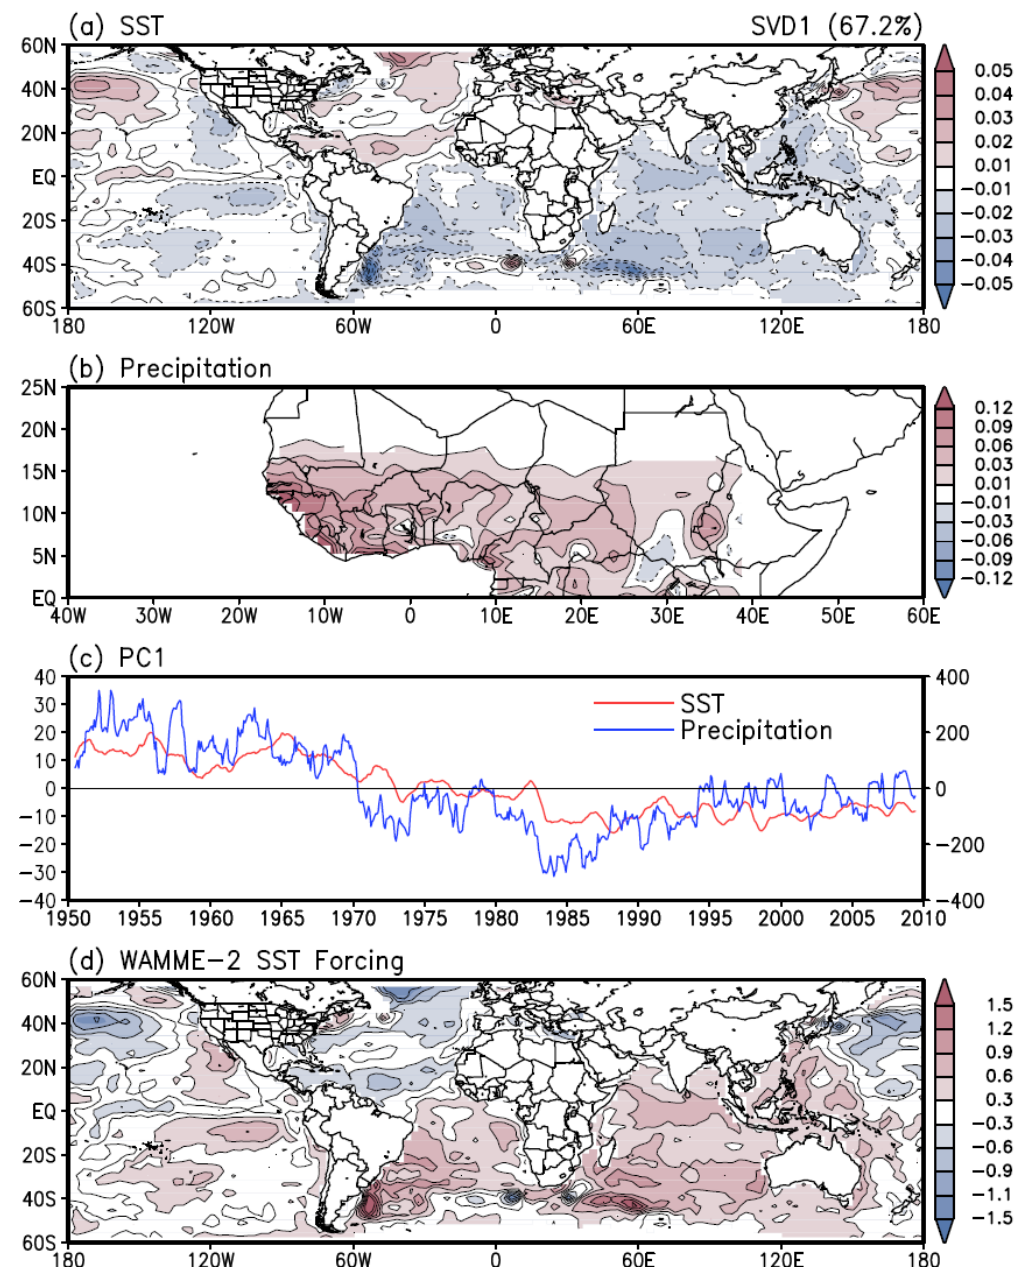 (a) SST SVD1 (67.2%)
60N
40N
20N
EQ
20S
40S
60S
180 120W 60W 0 60E 120E 180
0.05
0.04
0.03
0.02
0.01
−0.01
−0.02
−0.03
−0.04
−0.05
(b) Precipitation
25N
20N
15N
10N
5N
EQ
40W 30W 20W 10W 0 10E 20E 30E 40E 50E 60E
0.12
0.09
0.06
0.03
0.01
−0.01
−0.03
−0.06
−0.09
−0.12
(c) PC1
40
30
20
10
0
−10
−20
−30
−40
400
200
0
−200
−400
SST
Precipitation
1950 1955 1960 1965 1970 1975 1980 1985 1990 1995 2000 2005 2010
(d) WAMME−2 SST Forcing
60N
40N
20N
EQ
20S
40S
60S
180 120W 60W 0 60E 120E 180
1.5
1.2
0.9
0.6
0.3
−0.3
−0.6
−0.9
−1.1
−1.5